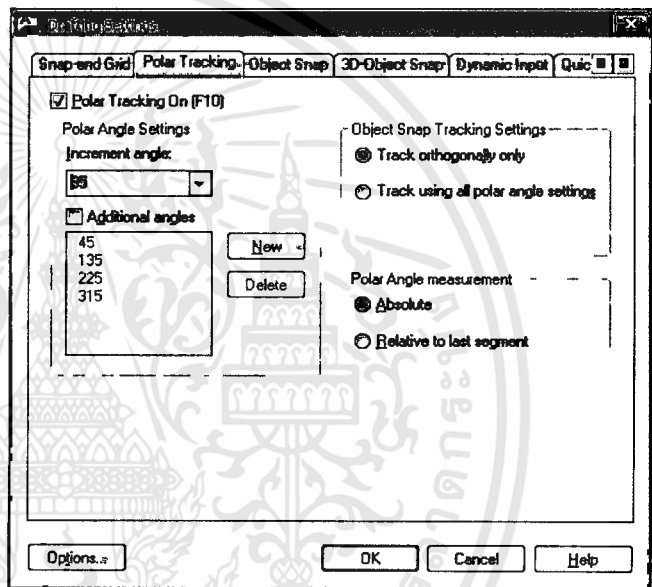 Drafting Settings
Snap and Grid Polar Tracking Object Snap 3D Object Snap Dynamic Input Quic
Polar Tracking On (F10)
Polar Angle Settings
Increment angle:
Additional angles
45
135
225
315
New
Delete
Object Snap Tracking Settings
Track orthogonally only
Track using all polar angle settings
Polar Angle measurement
Absolute
Relative to last segment
Options...
OK Cancel Help